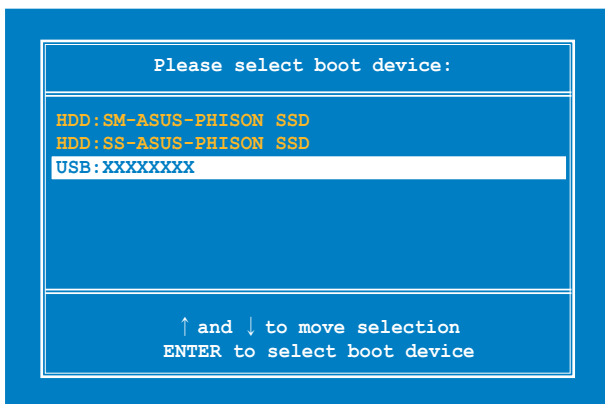 Please select boot device:
HDD:SM-ASUS-PHISON SSD
HDD:SS-ASUS-PHISON SSD
USB:XXXXXXXX
↑ and ↓ to move selection
ENTER to select boot device